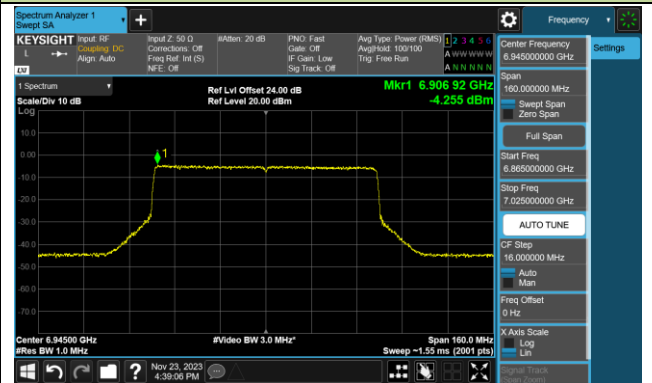 Spectrum Analyzer 1
Swept SA
Frequency
KEYSIGHT
L
Input: RF
Coupling: DC
Align: Auto
Input Z: 50 Ω
Corrections: Off
Freq Ref: Int (S)
NFE: Off
#Atten: 20 dB
PNO: Fast
Gate: Off
IF Gain: Low
Sig Track: Off
Avg Type: Power (RMS)
Avg|Hold: 100/100
Trig: Free Run
1 2 3 4 5 6
A W W W W W
A N N N N N
LXI
1 Spectrum
Scale/Div 10 dB
Log
Ref Lvl Offset 24.00 dB
Ref Level 20.00 dBm
Mkr1 6.906 92 GHz
-4.255 dBm
10.0
0.00
-10.0
-20.0
-30.0
-40.0
-50.0
-60.0
-70.0
1
Center 6.94500 GHz
#Res BW 1.0 MHz
#Video BW 3.0 MHz*
Span 160.0 MHz
Sweep ~1.55 ms (2001 pts)
Nov 23, 2023
4:39:06 PM
Center Frequency
6.945000000 GHz
Settings
Span
160.000000 MHz
Swept Span
Zero Span
Full Span
Start Freq
6.865000000 GHz
Stop Freq
7.025000000 GHz
AUTO TUNE
CF Step
16.000000 MHz
Auto
Man
Freq Offset
0 Hz
X Axis Scale
Log
Lin
Signal Track
(Span Zoom)